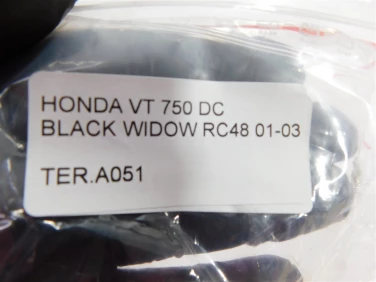 HONDA VT 750 DC
BLACK WIDOW RC48 01-03
TER.A051